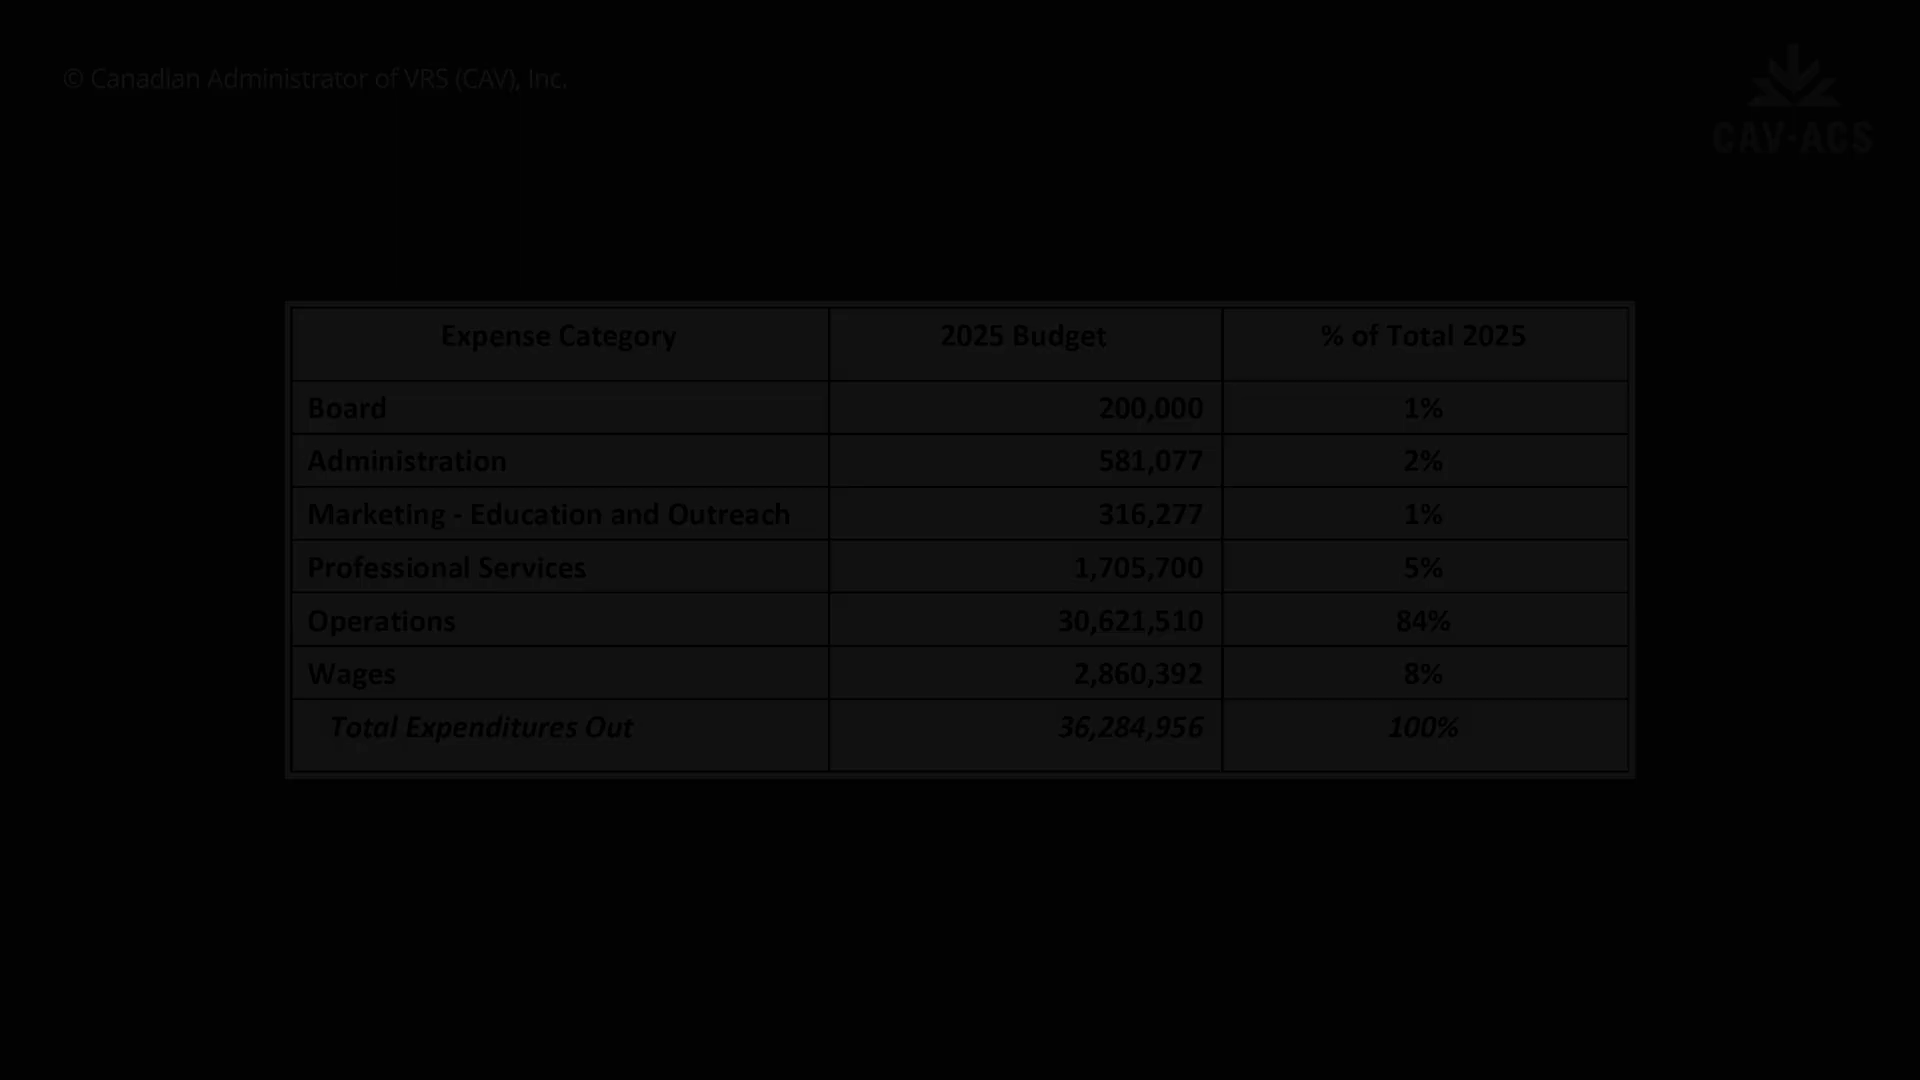 © Canadian Administrator of VRS (CAV), Inc.
CAV-ACS
Expense Category 2025 Budget % of Total 2025
Board 200,000 1%
Administration 581,077 2%
Marketing - Education and Outreach 316,277 1%
Professional Services 1,705,700 5%
Operations 30,621,510 84%
Wages 2,860,392 8%
Total Expenditures Out 36,284,956 100%